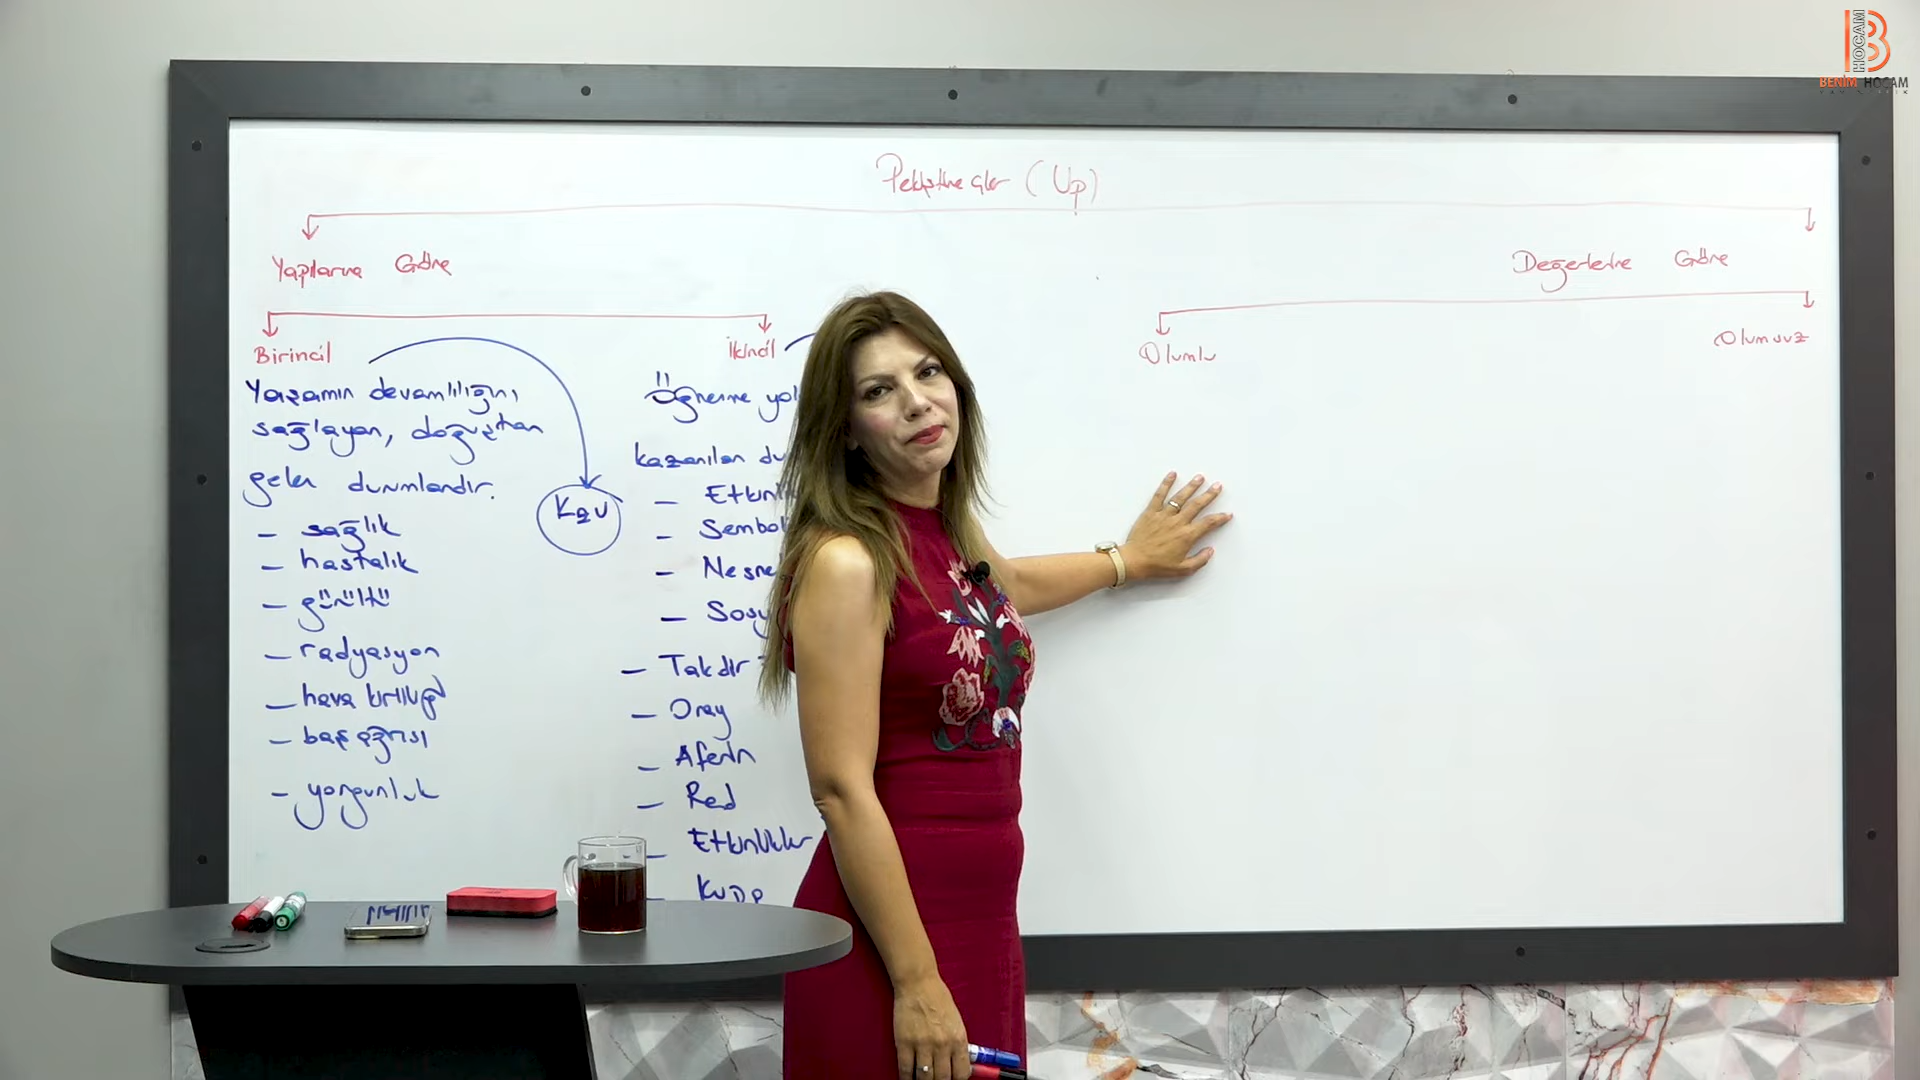 HOCAM
BENİM HOCAM
Pekiştireçler (Up)
Yapılarına Göre
Değerlerine Göre
Birincil
İkincil
Olumlu
Olumsuz
Yaşamın devamlılığını
sağlayan, doğuştan
gelen durumlardır.
- sağlık
- hastalık
- gürültü
- radyasyon
- hava kirliliği
- baş ağrısı
- yorgunluk
Kşu
Öğrenme yol
kazanılan du
- Etkinl
- Sembol
- Nesne
- Sosy
- Takdir
- Onay
- Aferin
- Red
- Etkinlikler
- Kupa